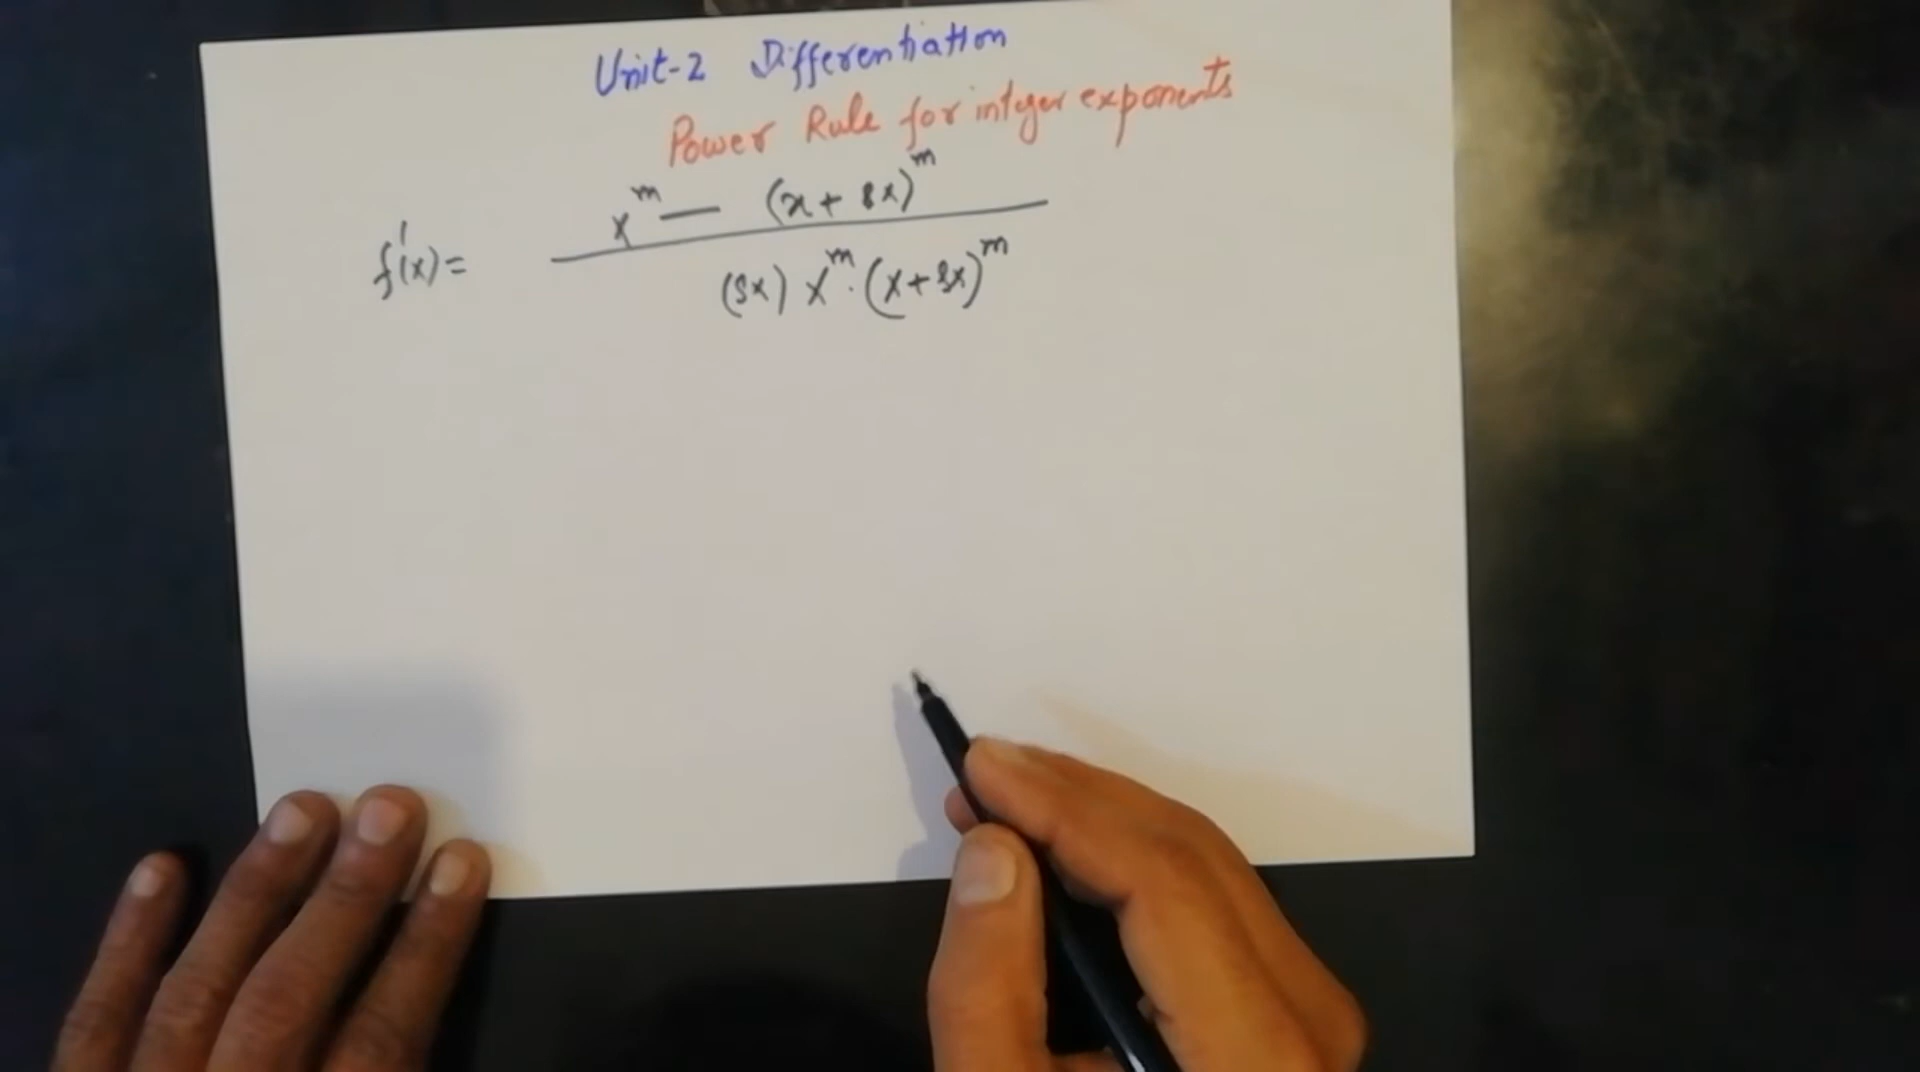 Unit-2 Differentiation
Power Rule for integer exponents
x^m — (x + δx)^m
f'(x) =
(δx) x^m . (x+δx)^m